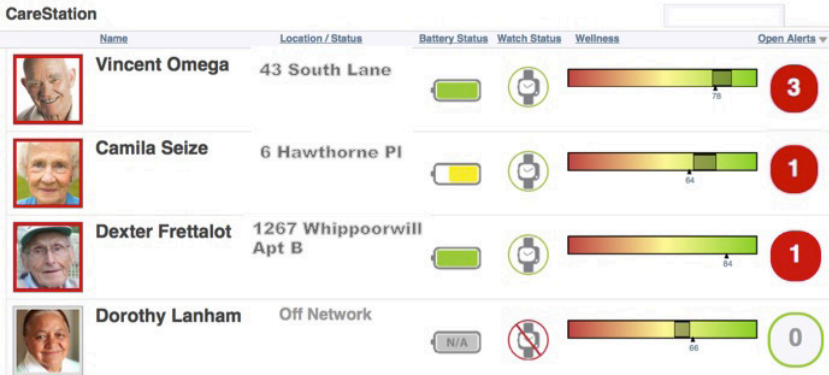 CareStation
Name Location / Status Battery Status Watch Status Wellness Open Alerts
Vincent Omega 43 South Lane 78 3
Camila Seize 6 Hawthorne Pl 64 1
Dexter Frettalot 1267 Whippoorwill
Apt B 84 1
Dorothy Lanham Off Network N/A 66 0